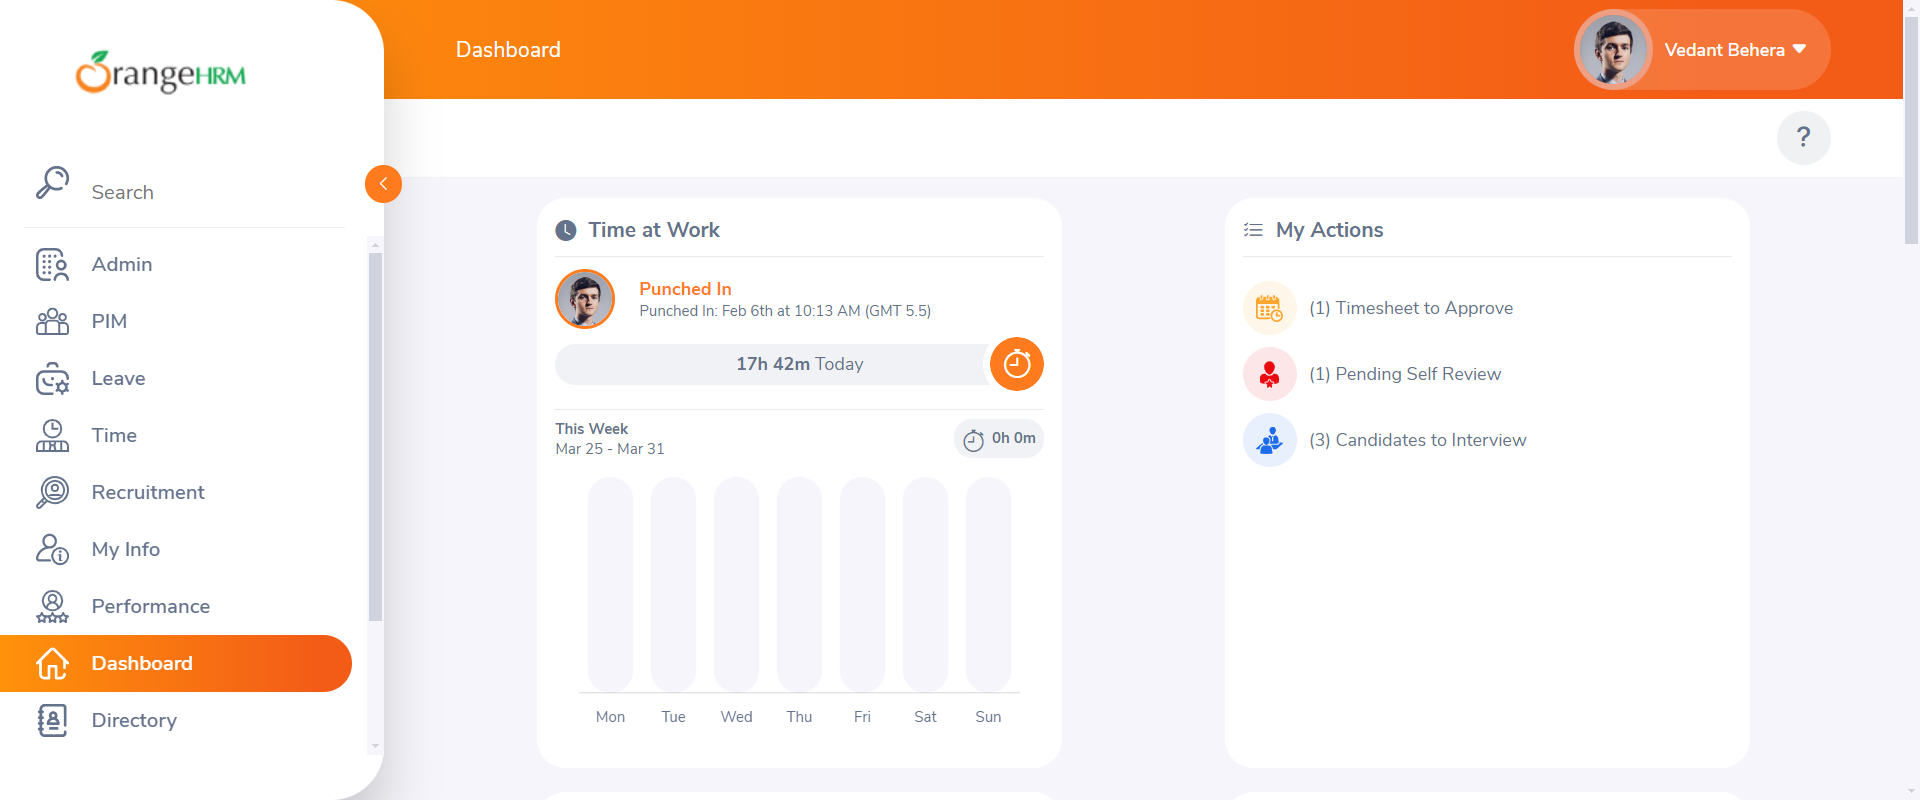 OrangeHRM
Search
Admin
PIM
Leave
Time
Recruitment
My Info
Performance
Dashboard
Directory
Dashboard
Vedant Behera
?
Time at Work
Punched In
Punched In: Feb 6th at 10:13 AM (GMT 5.5)
17h 42m Today
This Week
Mar 25 - Mar 31
0h 0m
Mon Tue Wed Thu Fri Sat Sun
My Actions
(1) Timesheet to Approve
(1) Pending Self Review
(3) Candidates to Interview